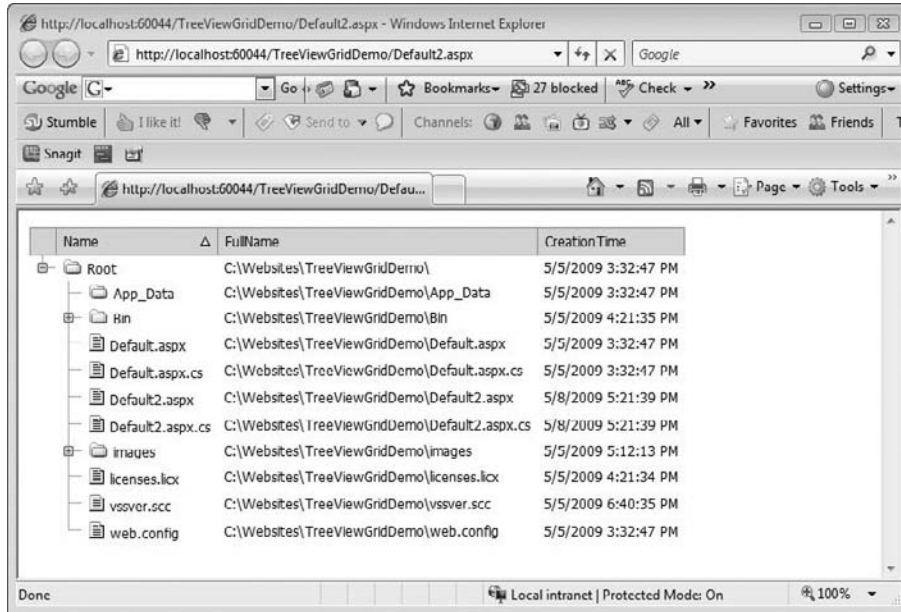 http://localhost:60044/TreeViewGridDemo/Default2.aspx - Windows Internet Explorer
http://localhost:60044/TreeViewGridDemo/Default2.aspx Google
Google G Go Bookmarks 27 blocked ABC Check » Settings
Stumble I like it! Send to Channels: All Favorites Friends
Snagit
http://localhost:60044/TreeViewGridDemo/Defau... Page Tools »
Name FullName CreationTime
Root C:\Websites\TreeViewGridDemo\ 5/5/2009 3:32:47 PM
App_Data C:\Websites\TreeViewGridDemo\App_Data 5/5/2009 3:32:47 PM
Bin C:\Websites\TreeViewGridDemo\Bin 5/5/2009 4:21:35 PM
Default.aspx C:\Websites\TreeViewGridDemo\Default.aspx 5/5/2009 3:32:47 PM
Default.aspx.cs C:\Websites\TreeViewGridDemo\Default.aspx.cs 5/5/2009 3:32:47 PM
Default2.aspx C:\Websites\TreeViewGridDemo\Default2.aspx 5/8/2009 5:21:39 PM
Default2.aspx.cs C:\Websites\TreeViewGridDemo\Default2.aspx.cs 5/8/2009 5:21:39 PM
images C:\Websites\TreeViewGridDemo\images 5/5/2009 5:12:13 PM
licenses.licx C:\Websites\TreeViewGridDemo\licenses.licx 5/5/2009 4:21:34 PM
vssver.scc C:\Websites\TreeViewGridDemo\vssver.scc 5/5/2009 6:40:35 PM
web.config C:\Websites\TreeViewGridDemo\web.config 5/5/2009 3:32:47 PM
Done Local intranet | Protected Mode: On 100%